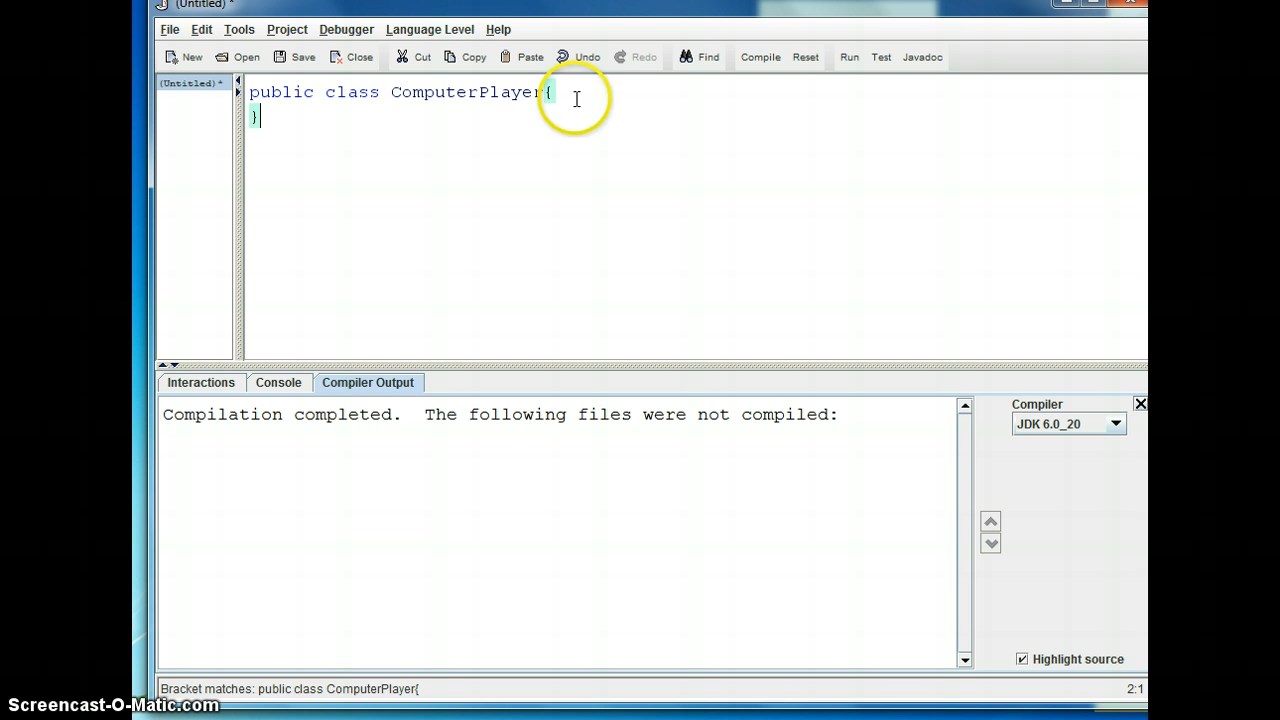 (Untitled) *
File Edit Tools Project Debugger Language Level Help
New Open Save Close Cut Copy Paste Undo Redo Find Compile Reset Run Test Javadoc
(Untitled) *
public class ComputerPlayer{
}
Interactions Console Compiler Output
Compilation completed. The following files were not compiled:
Compiler
JDK 6.0_20
Highlight source
Bracket matches: public class ComputerPlayer{
2:1
Screencast-O-Matic.com